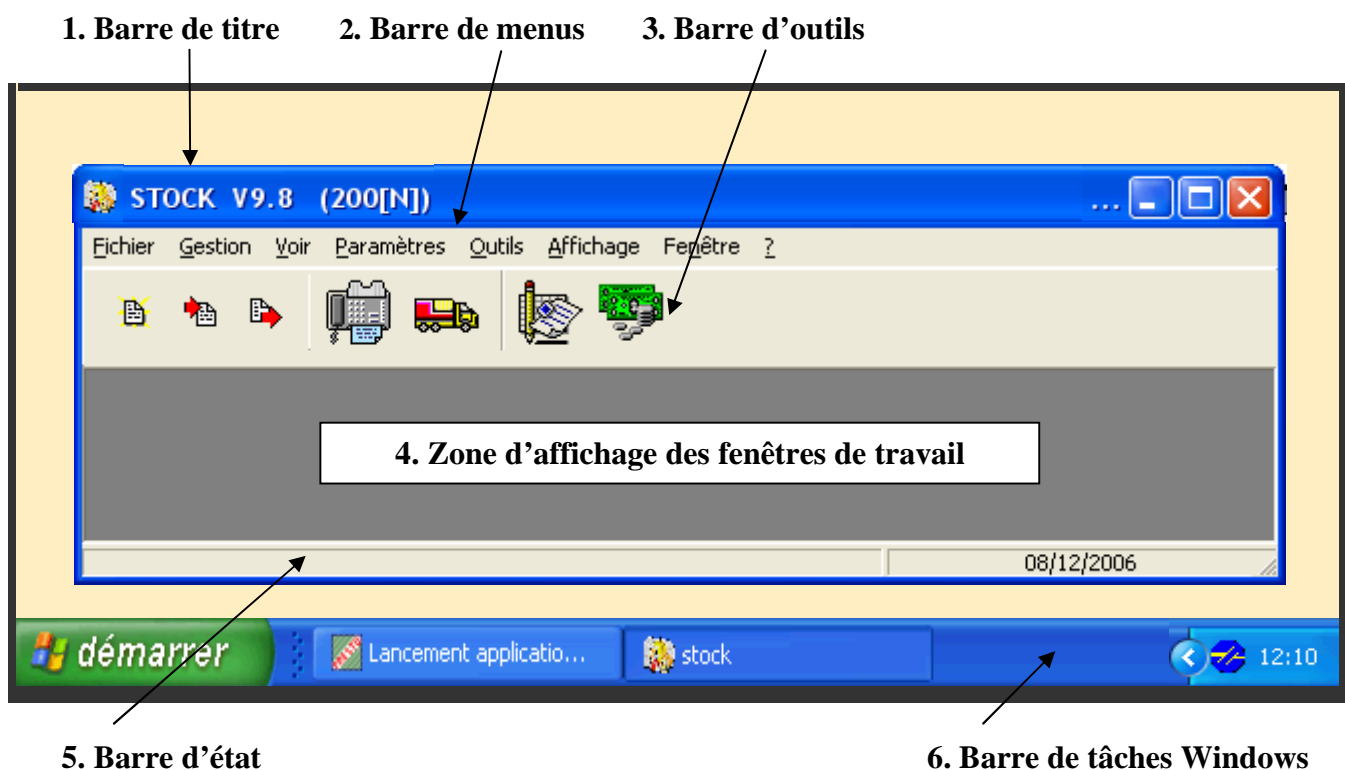 1. Barre de titre 2. Barre de menus 3. Barre d’outils
STOCK V9.8 (200[N]) ...
Fichier Gestion Voir Paramètres Outils Affichage Fenêtre ?
4. Zone d’affichage des fenêtres de travail
08/12/2006
démarrer Lancement applicatio... stock 12:10
5. Barre d’état 6. Barre de tâches Windows